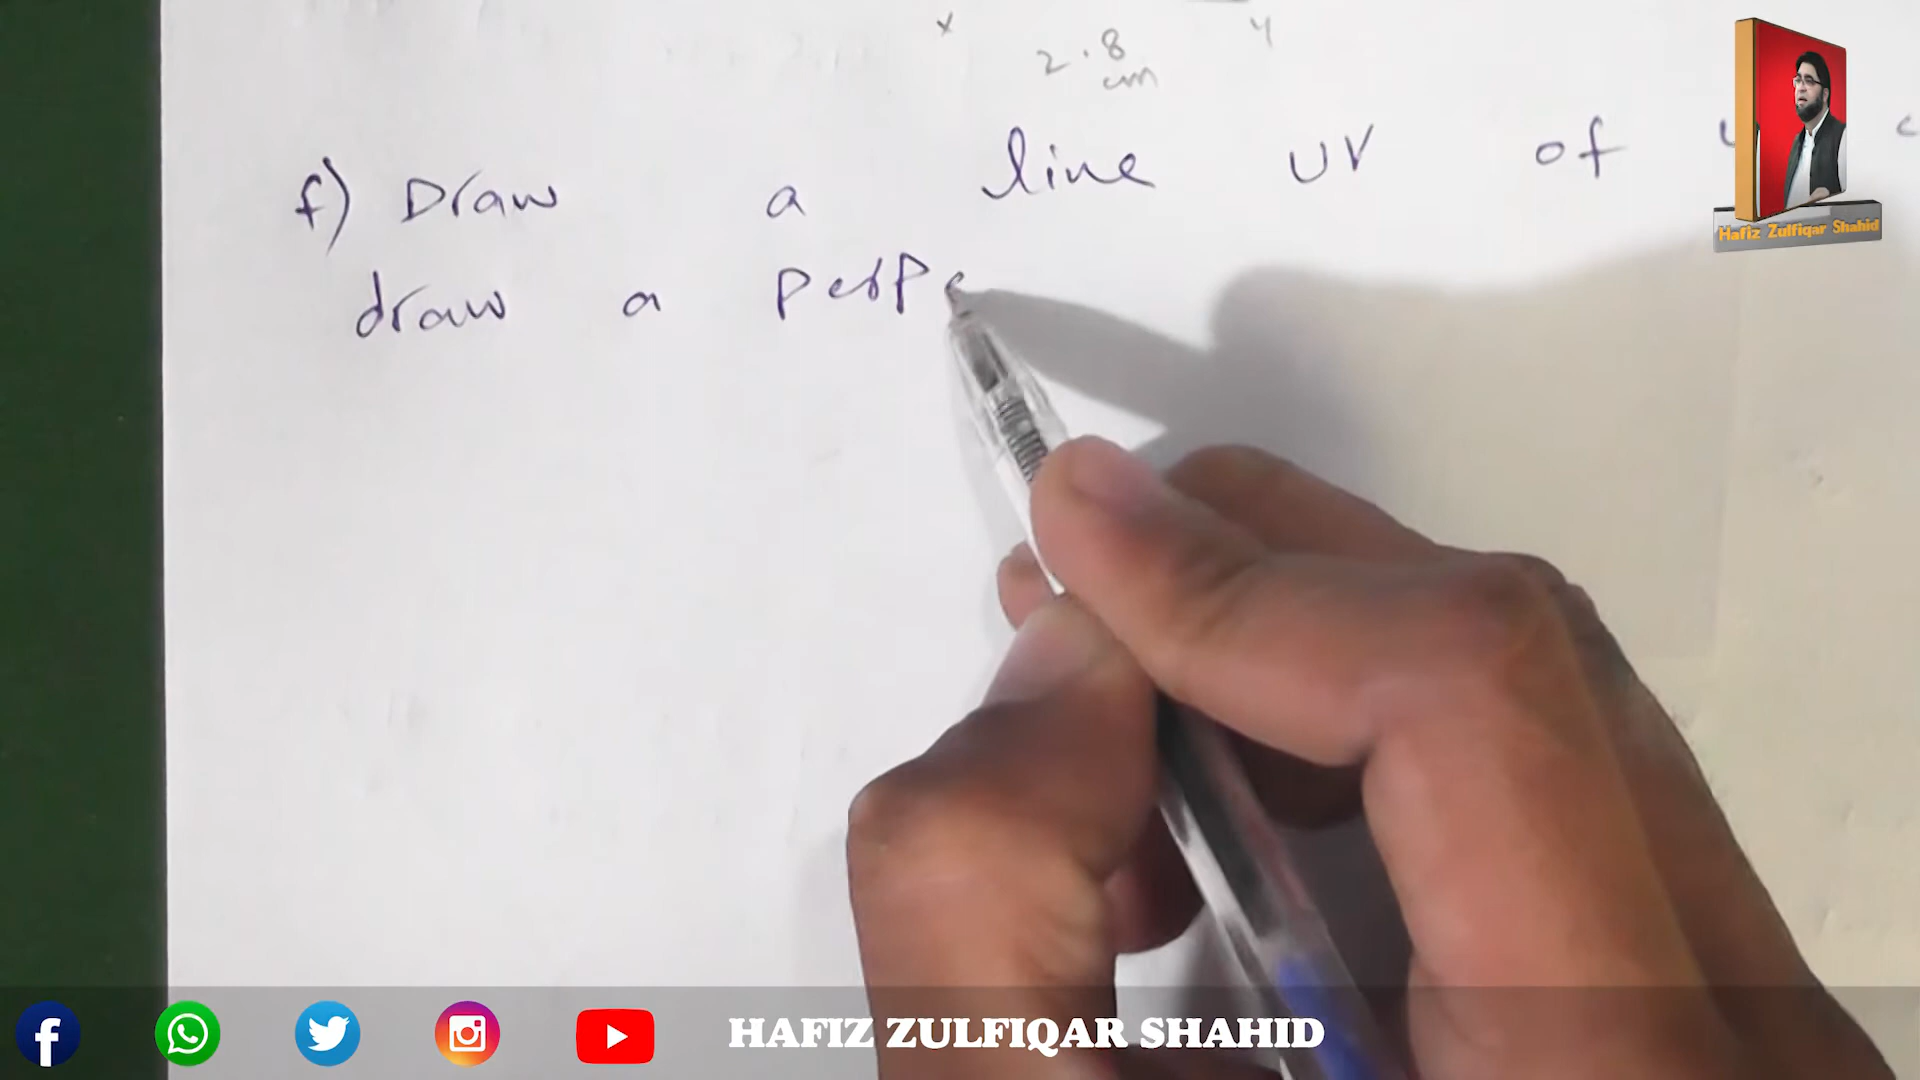 x 2.8 y
cm
f) Draw a line UV of
draw a Perpe
Hafiz Zulfiqar Shahid
HAFIZ ZULFIQAR SHAHID